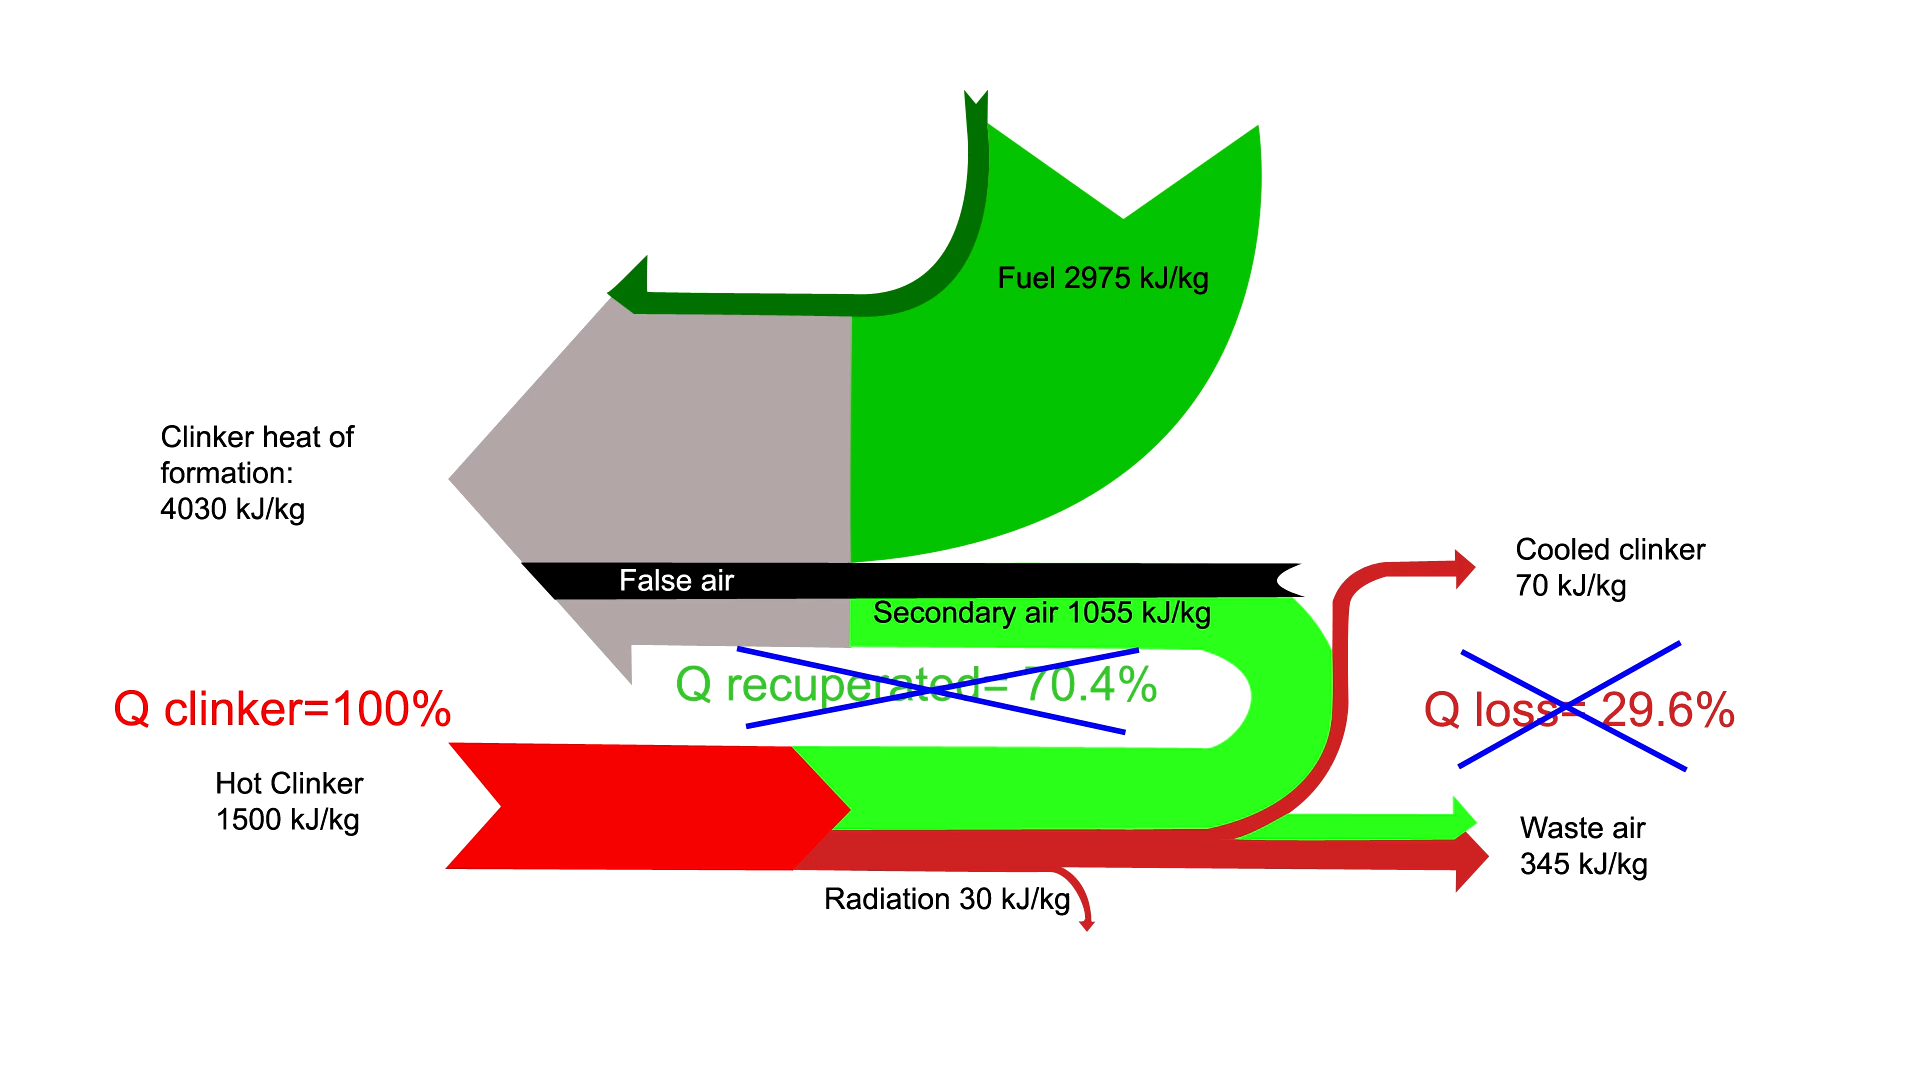 Fuel 2975 kJ/kg
Clinker heat of
formation:
4030 kJ/kg
Cooled clinker
70 kJ/kg
False air
Secondary air 1055 kJ/kg
Q recuperated= 70.4%
Q clinker=100%
Q loss= 29.6%
Hot Clinker
1500 kJ/kg
Waste air
345 kJ/kg
Radiation 30 kJ/kg